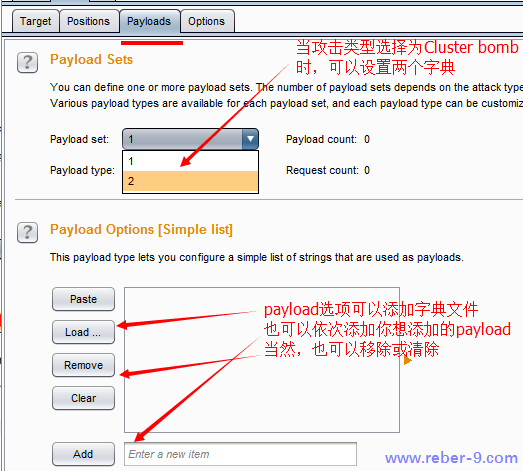 Target Positions Payloads Options
当攻击类型选择为Cluster bomb
时，可以设置两个字典
? Payload Sets
You can define one or more payload sets. The number of payload sets depends on the attack type
Various payload types are available for each payload set, and each payload type can be customiz
Payload set: 1 Payload count: 0
1
Payload type: 2 Request count: 0
? Payload Options [Simple list]
This payload type lets you configure a simple list of strings that are used as payloads.
Paste
payload选项可以添加字典文件
Load ... 也可以依次添加你想添加的payload
当然，也可以移除或清除
Remove
Clear
Add Enter a new item
www.reber-9.com